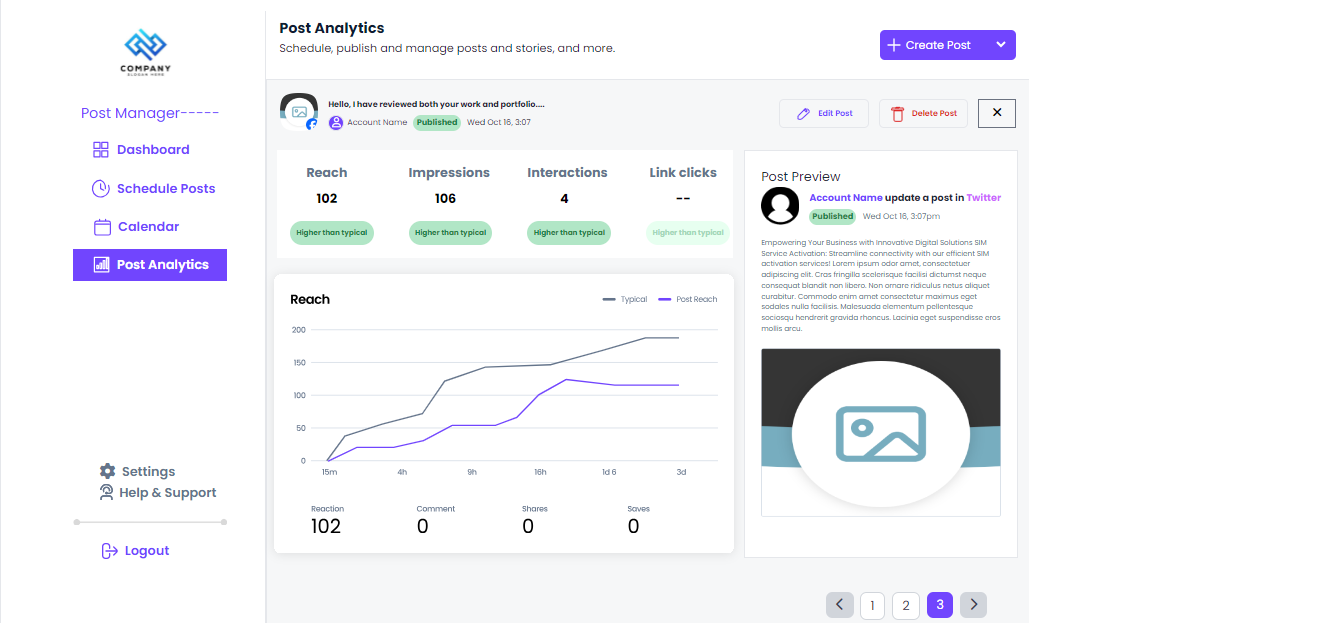 COMPANY
SLOGAN HERE
Post Manager-----
Dashboard
Schedule Posts
Calendar
Post Analytics
Settings
Help & Support
Logout
Post Analytics
Schedule, publish and manage posts and stories, and more.
Create Post
Hello, I have reviewed both your work and portfolio....
Account Name Published Wed Oct 16, 3:07
Edit Post
Delete Post
Reach Impressions Interactions Link clicks
102 106 4 --
Higher than typical Higher than typical Higher than typical Higher than typical
Reach
Typical Post Reach
200
150
100
50
0
15m 4h 9h 16h 1d 6 3d
Reaction Comment Shares Saves
102 0 0 0
Post Preview
Account Name update a post in Twitter
Published Wed Oct 16, 3:07pm
Empowering Your Business with Innovative Digital Solutions SIM
Service Activation: Streamline connectivity with our efficient SIM
activation services! Lorem ipsum odor amet, consectetuer
adipiscing elit. Cras fringilla scelerisque facilisi dictumst neque
consequat blandit non libero. Non ornare ridiculus netus aliquet
curabitur. Commodo enim amet consectetur maximus eget
sodales nulla facilisis. Malesuada elementum pellentesque
sociosqu hendrerit gravida rhoncus. Lacinia eget suspendisse eros
mollis arcu.
1 2 3